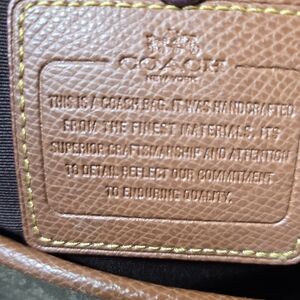 COACH
NEW YORK
THIS IS A COACH BAG. IT WAS HANDCRAFTED
FROM THE FINEST MATERIALS. ITS
SUPERIOR CRAFTSMANSHIP AND ATTENTION
TO DETAIL REFLECT OUR COMMITMENT
TO ENDURING QUALITY.